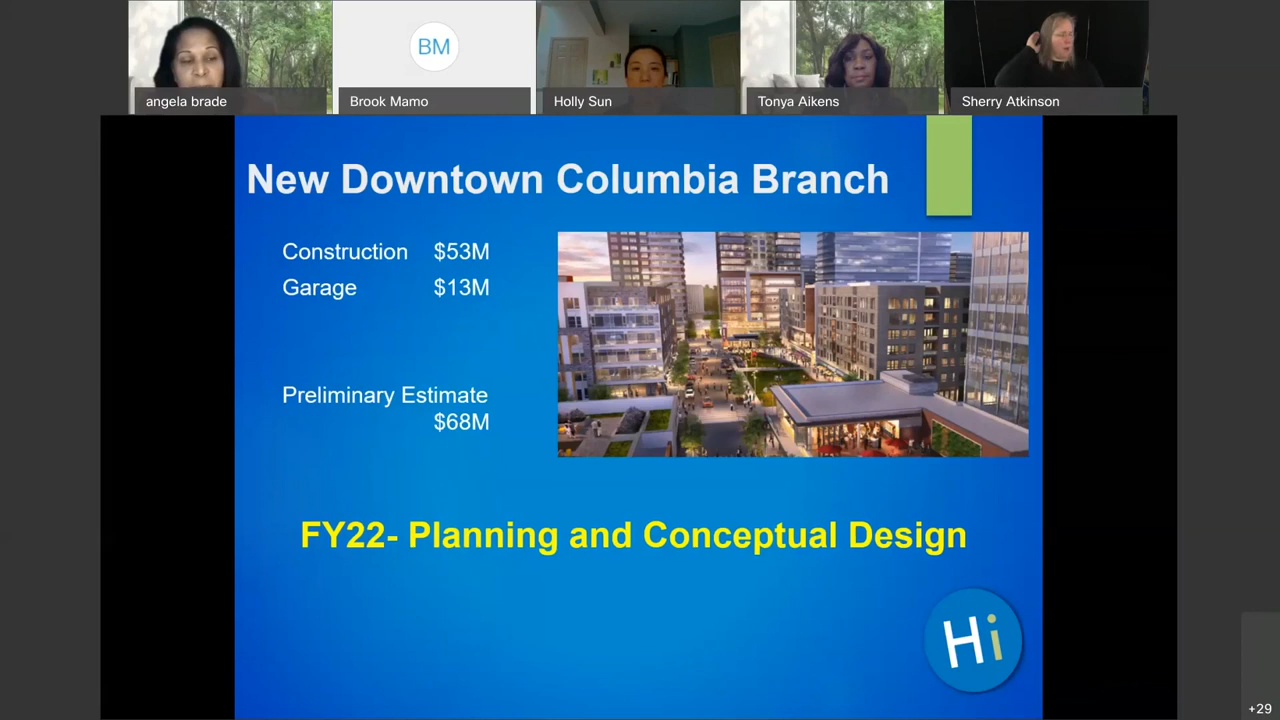 BM
angela brade
Brook Mamo
Holly Sun
Tonya Aikens
Sherry Atkinson
New Downtown Columbia Branch
Construction $53M
Garage $13M
Preliminary Estimate
$68M
FY22- Planning and Conceptual Design
Hi
+29